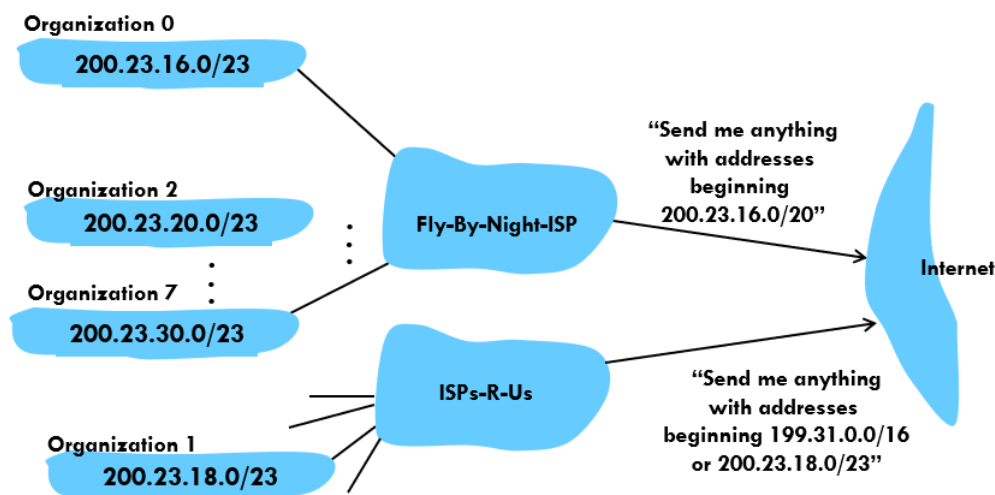 Organization 0
200.23.16.0/23
Organization 2
200.23.20.0/23
Organization 7
200.23.30.0/23
Fly-By-Night-ISP
“Send me anything
with addresses
beginning
200.23.16.0/20”
Internet
ISPs-R-Us
Organization 1
200.23.18.0/23
“Send me anything
with addresses
beginning 199.31.0.0/16
or 200.23.18.0/23”